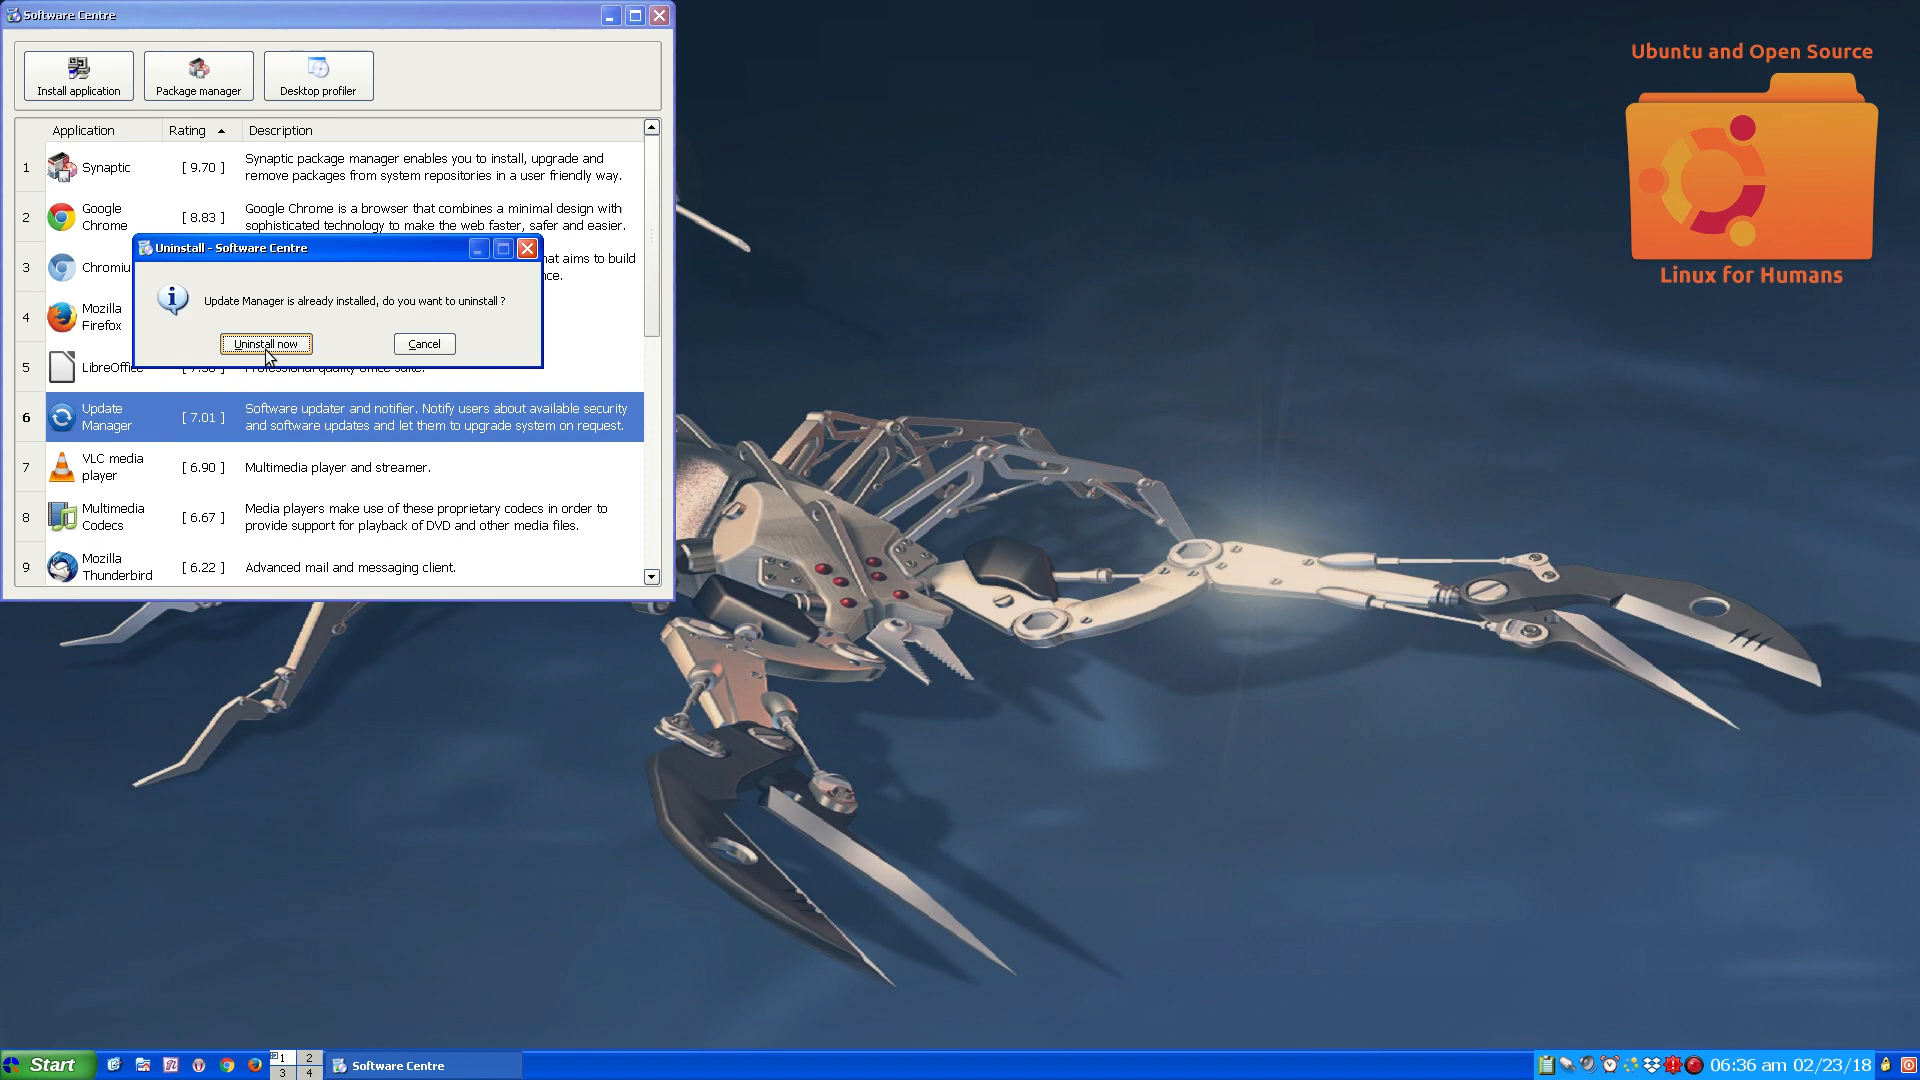 Software Centre
Install application
Package manager
Desktop profiler
Application
Rating
Description
1
Synaptic
[ 9.70 ]
Synaptic package manager enables you to install, upgrade and
remove packages from system repositories in a user friendly way.
2
Google
Chrome
[ 8.83 ]
Google Chrome is a browser that combines a minimal design with
sophisticated technology to make the web faster, safer and easier.
3
Chromiu
hat aims to build
nce.
Uninstall - Software Centre
Update Manager is already installed, do you want to uninstall ?
Uninstall now
Cancel
4
Mozilla
Firefox
5
LibreOffice
Professional quality office suite.
6
Update
Manager
[ 7.01 ]
Software updater and notifier. Notify users about available security
and software updates and let them to upgrade system on request.
7
VLC media
player
[ 6.90 ]
Multimedia player and streamer.
8
Multimedia
Codecs
[ 6.67 ]
Media players make use of these proprietary codecs in order to
provide support for playback of DVD and other media files.
9
Mozilla
Thunderbird
[ 6.22 ]
Advanced mail and messaging client.
Ubuntu and Open Source
Linux for Humans
Start
1
2
3
4
Software Centre
06:36 am 02/23/18